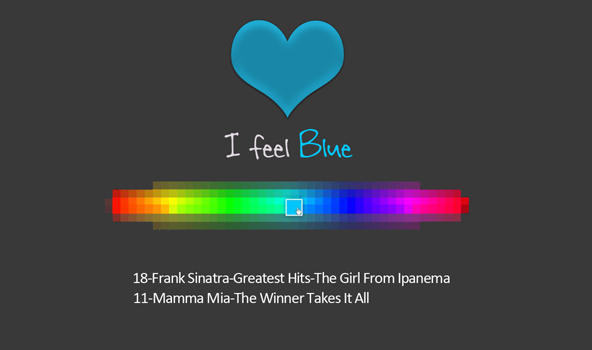 I feel Blue
18-Frank Sinatra-Greatest Hits-The Girl From Ipanema
11-Mamma Mia-The Winner Takes It All